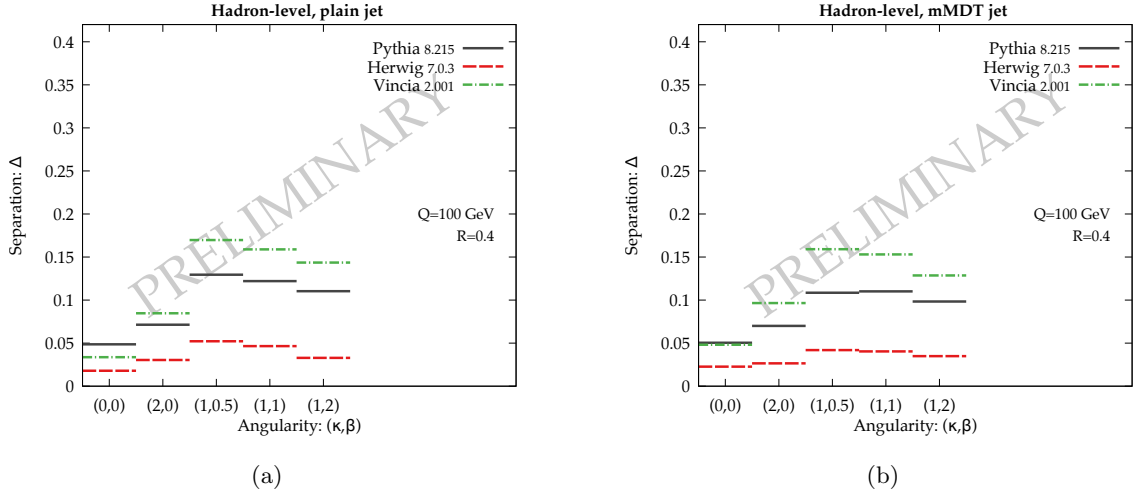 Hadron-level, plain jet
0.4
0.35
0.3
0.25
0.2
0.15
0.1
0.05
0
Separation: Δ
Pythia 8.215
Herwig 7.0.3
Vincia 2.001
PRELIMINARY
Q=100 GeV
R=0.4
(0,0) (2,0) (1,0.5) (1,1) (1,2)
Angularity: (κ,β)
(a)
Hadron-level, mMDT jet
0.4
0.35
0.3
0.25
0.2
0.15
0.1
0.05
0
Separation: Δ
Pythia 8.215
Herwig 7.0.3
Vincia 2.001
PRELIMINARY
Q=100 GeV
R=0.4
(0,0) (2,0) (1,0.5) (1,1) (1,2)
Angularity: (κ,β)
(b)